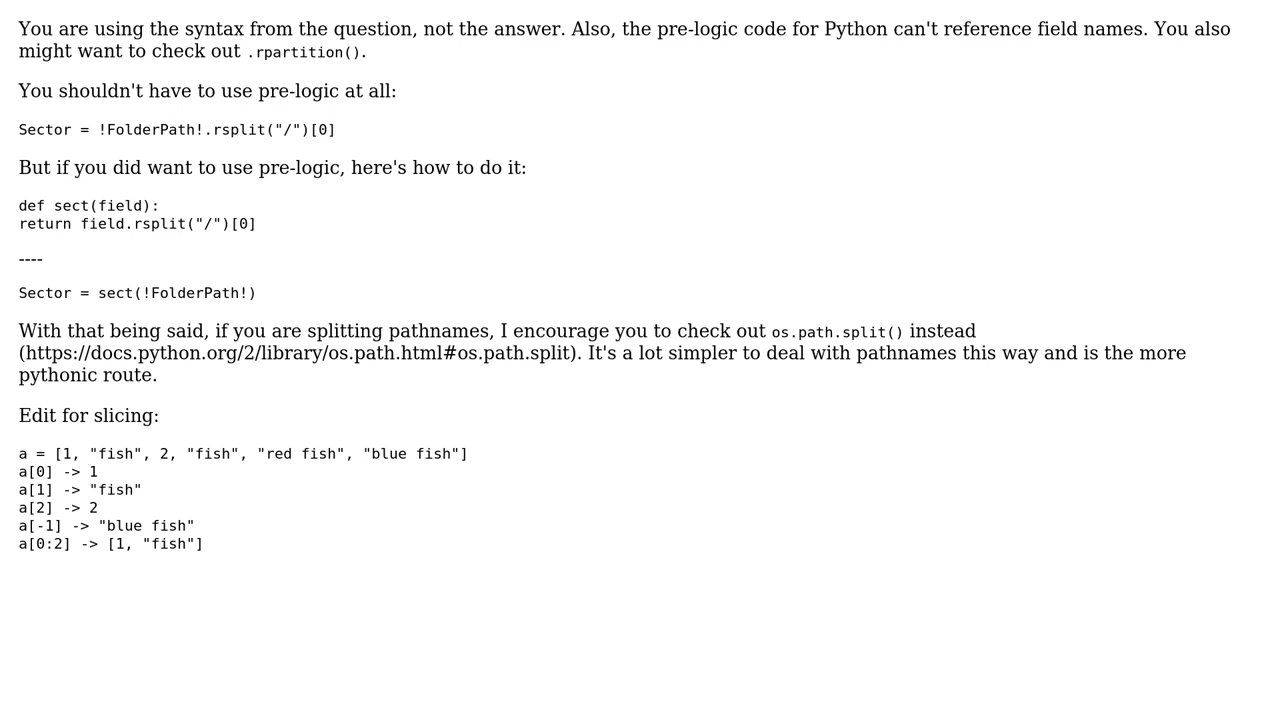 You are using the syntax from the question, not the answer. Also, the pre-logic code for Python can't reference field names. You also
might want to check out .rpartition().
You shouldn't have to use pre-logic at all:
Sector = !FolderPath!.rsplit("/")[0]
But if you did want to use pre-logic, here's how to do it:
def sect(field):
return field.rsplit("/")[0]
----
Sector = sect(!FolderPath!)
With that being said, if you are splitting pathnames, I encourage you to check out os.path.split() instead
(https://docs.python.org/2/library/os.path.html#os.path.split). It's a lot simpler to deal with pathnames this way and is the more
pythonic route.
Edit for slicing:
a = [1, "fish", 2, "fish", "red fish", "blue fish"]
a[0] -> 1
a[1] -> "fish"
a[2] -> 2
a[-1] -> "blue fish"
a[0:2] -> [1, "fish"]